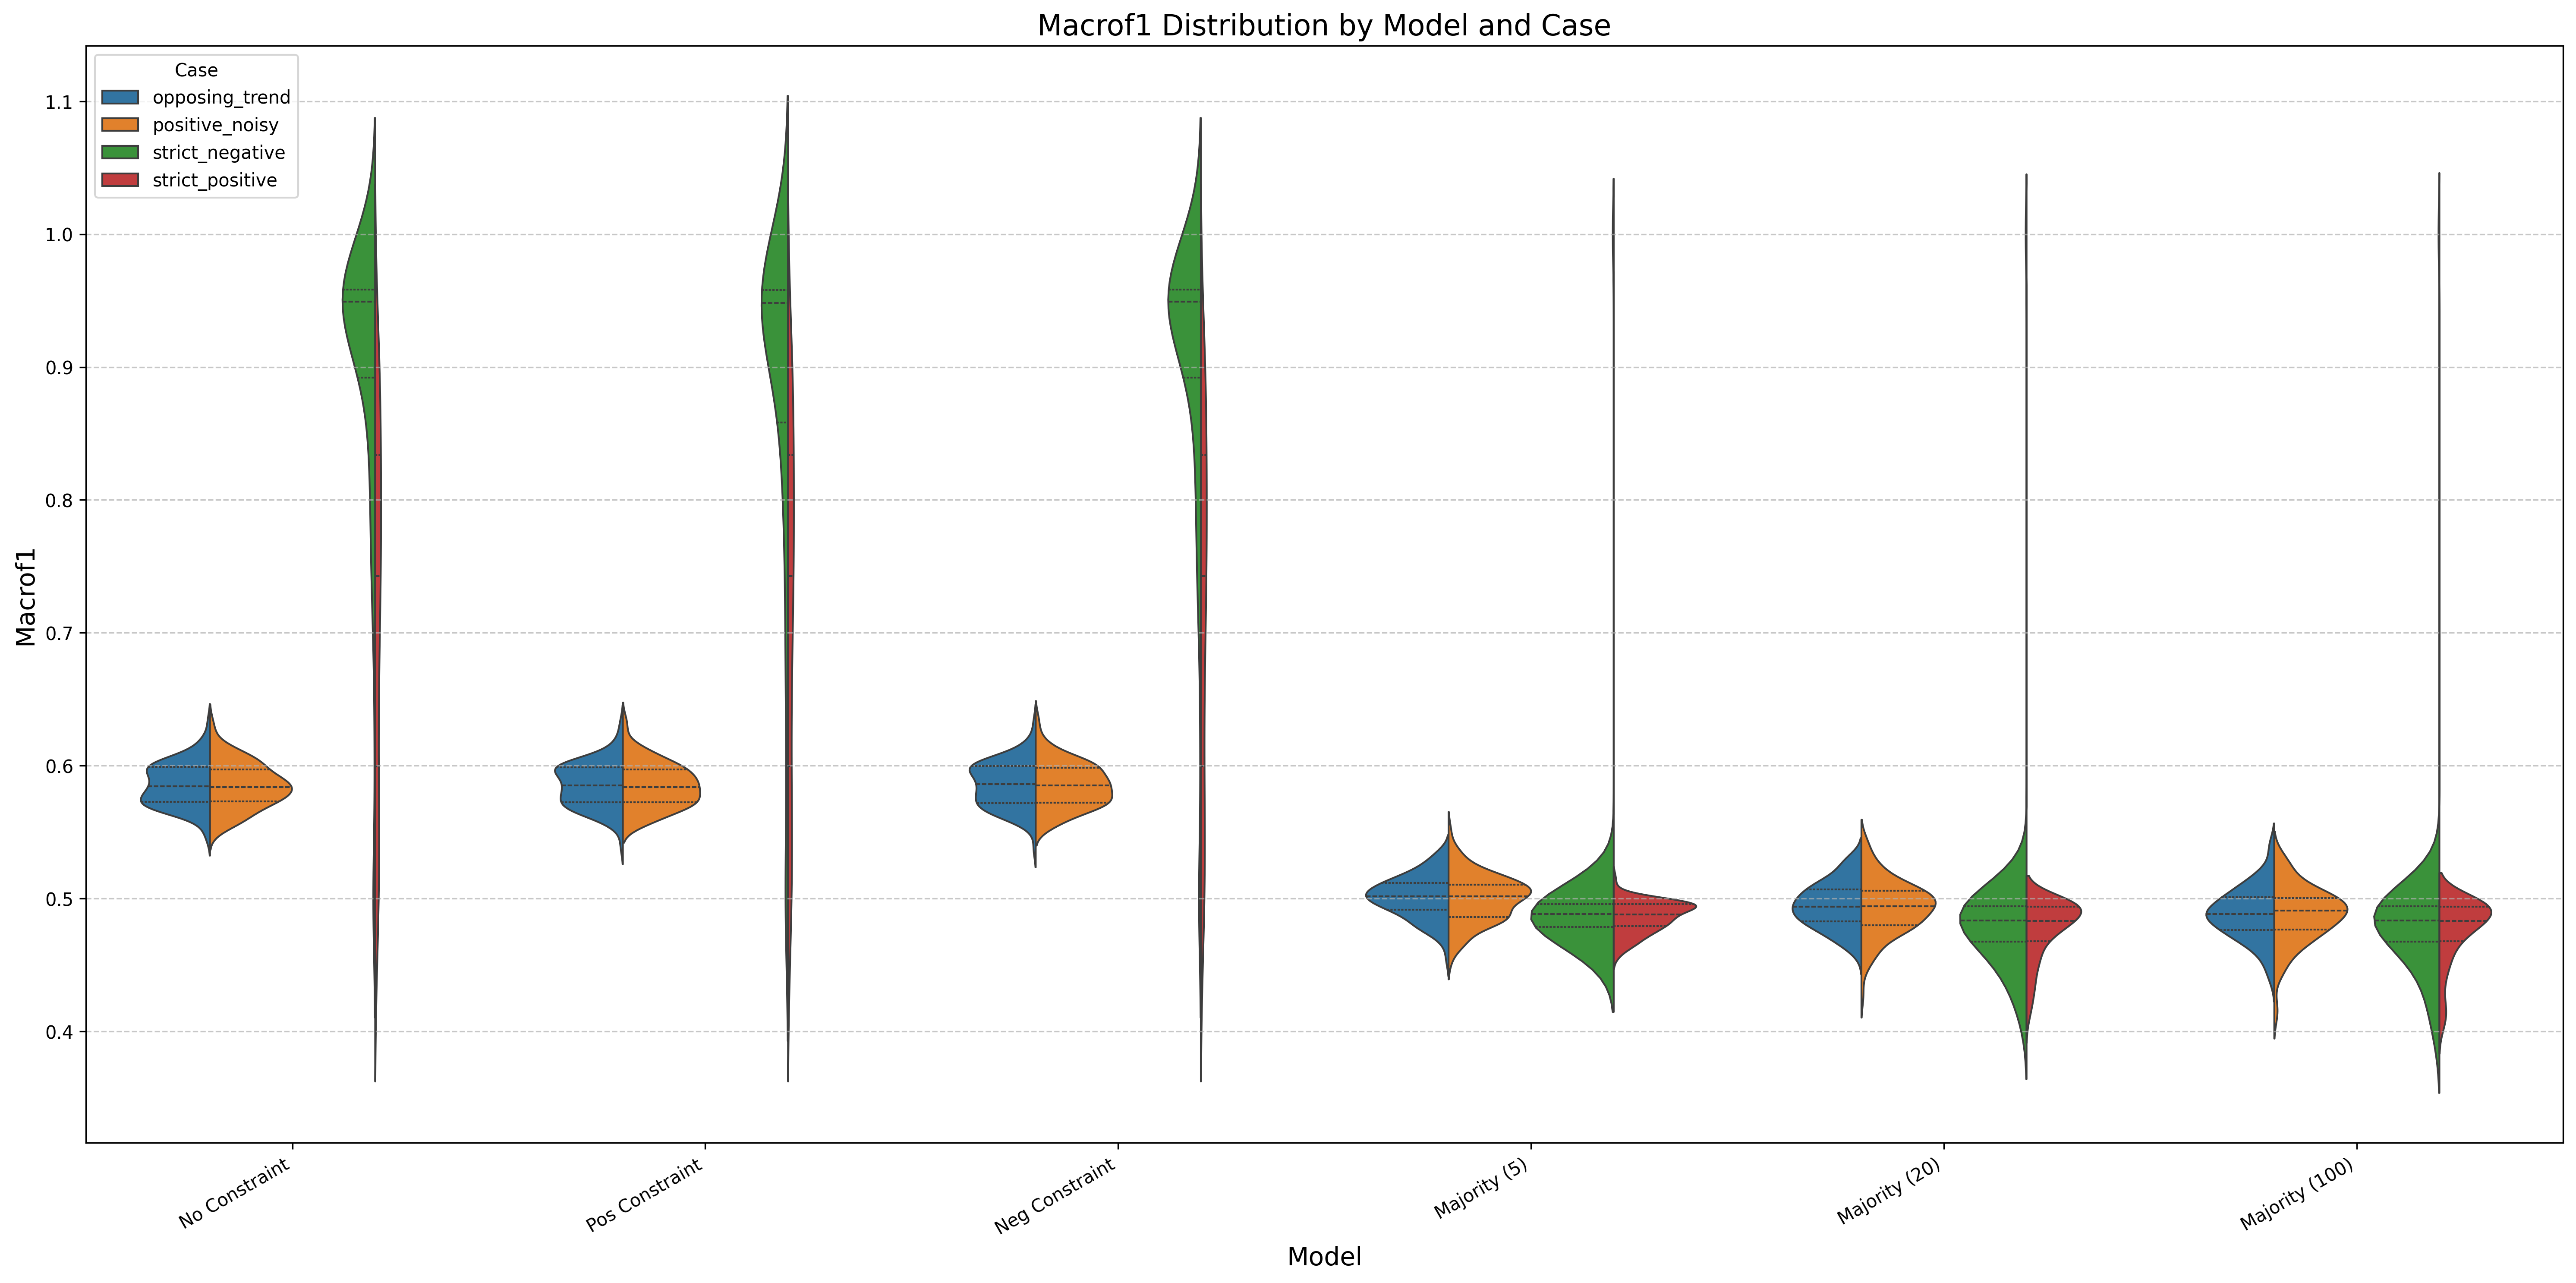 Macrof1 Distribution by Model and Case
Case
opposing_trend
positive_noisy
strict_negative
strict_positive
1.1
1.0
0.9
0.8
0.7
0.6
0.5
0.4
Macrof1
No Constraint
Pos Constraint
Neg Constraint
Majority (5)
Majority (20)
Majority (100)
Model